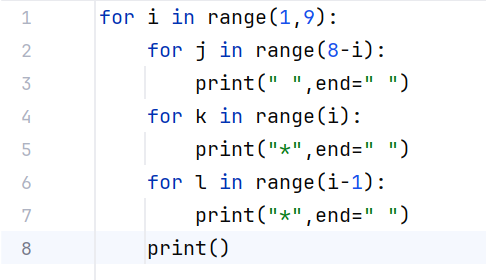 1 for i in range(1,9):
2     for j in range(8-i):
3         print(" ",end=" ")
4     for k in range(i):
5         print("*",end=" ")
6     for l in range(i-1):
7         print("*",end=" ")
8     print()